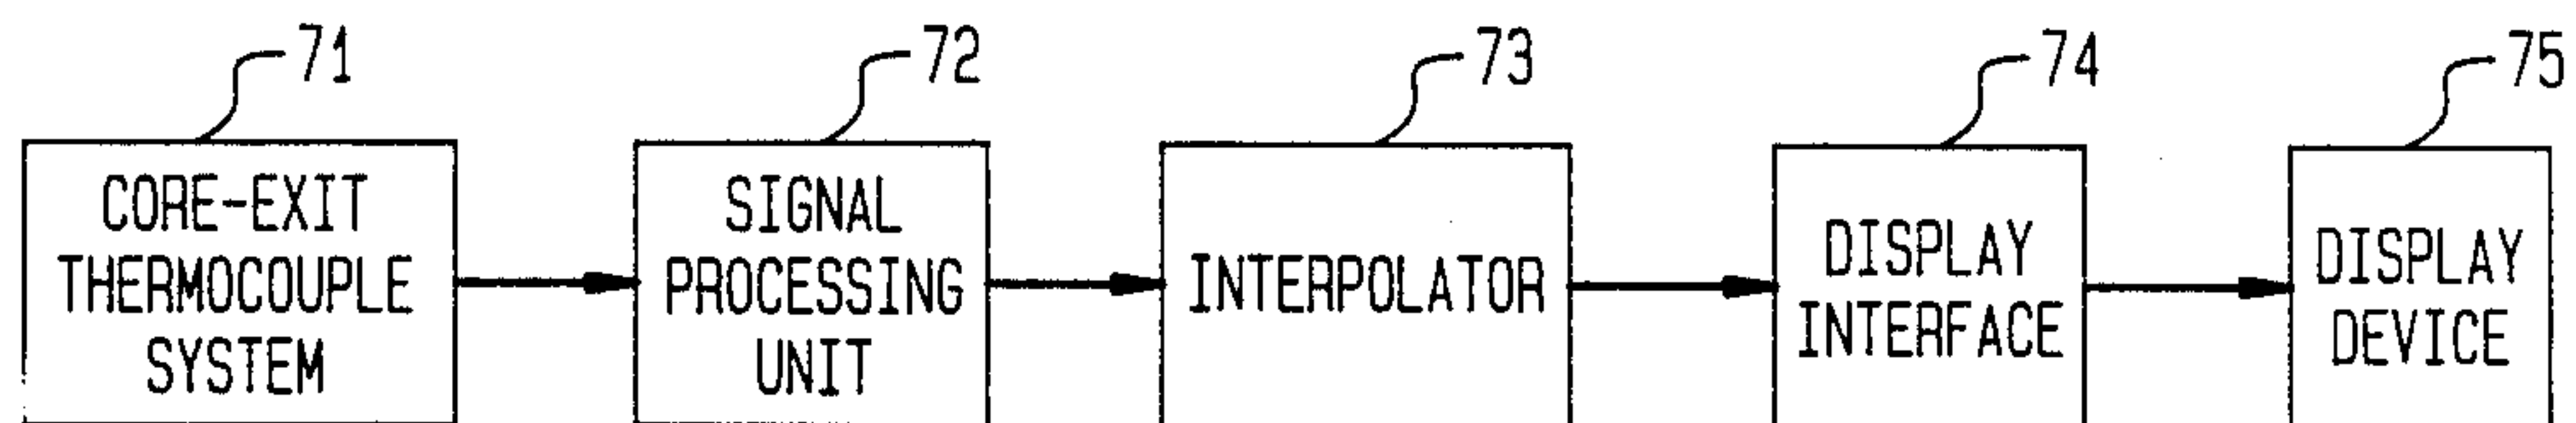 71
72
73
74
75
CORE-EXIT
THERMOCOUPLE
SYSTEM
SIGNAL
PROCESSING
UNIT
INTERPOLATOR
DISPLAY
INTERFACE
DISPLAY
DEVICE